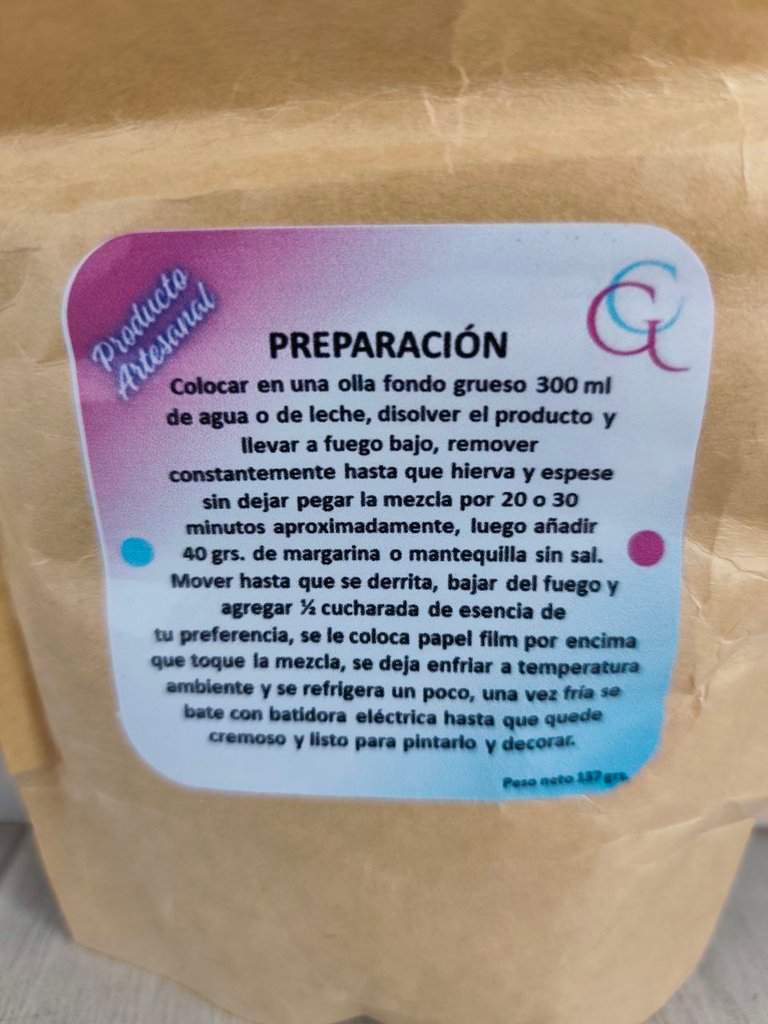 Producto
Artesanal
PREPARACIÓN
Colocar en una olla fondo grueso 300 ml
de agua o de leche, disolver el producto y
llevar a fuego bajo, remover
constantemente hasta que hierva y espese
sin dejar pegar la mezcla por 20 o 30
minutos aproximadamente, luego añadir
40 grs. de margarina o mantequilla sin sal.
Mover hasta que se derrita, bajar del fuego y
agregar ½ cucharada de esencia de
tu preferencia, se le coloca papel film por encima
que toque la mezcla, se deja enfriar a temperatura
ambiente y se refrigera un poco, una vez fría se
bate con batidora eléctrica hasta que quede
cremoso y listo para pintarlo y decorar.
Peso neto 137 grs.